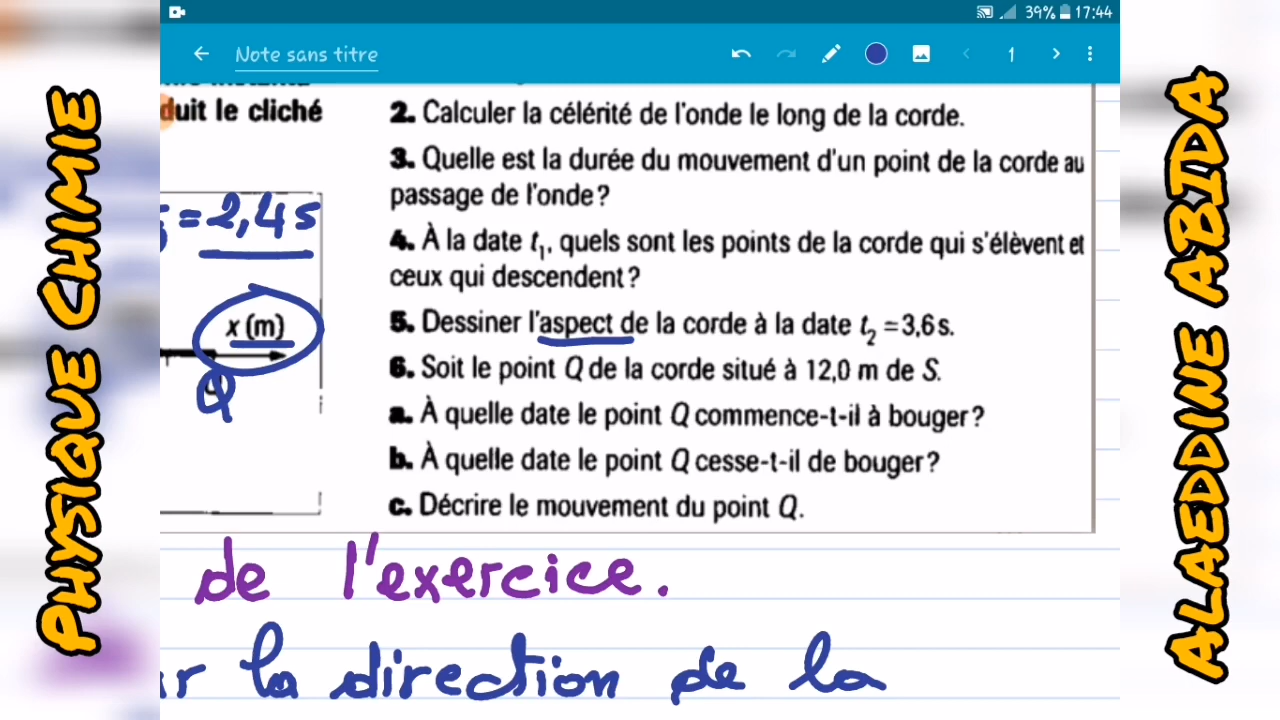 39% 17:44
Note sans titre
1
duit le cliché
= 2,4s
x (m)
Q
2. Calculer la célérité de l'onde le long de la corde.
3. Quelle est la durée du mouvement d'un point de la corde au
passage de l'onde ?
4. À la date t₁, quels sont les points de la corde qui s'élèvent et
ceux qui descendent ?
5. Dessiner l'aspect de la corde à la date t₂ = 3,6 s.
6. Soit le point Q de la corde situé à 12,0 m de S.
a. À quelle date le point Q commence-t-il à bouger ?
b. À quelle date le point Q cesse-t-il de bouger ?
c. Décrire le mouvement du point Q.
de l'exercice.
la direction de la
PHYSIQUE CHIMIE
ALAEDDINE ABIDA